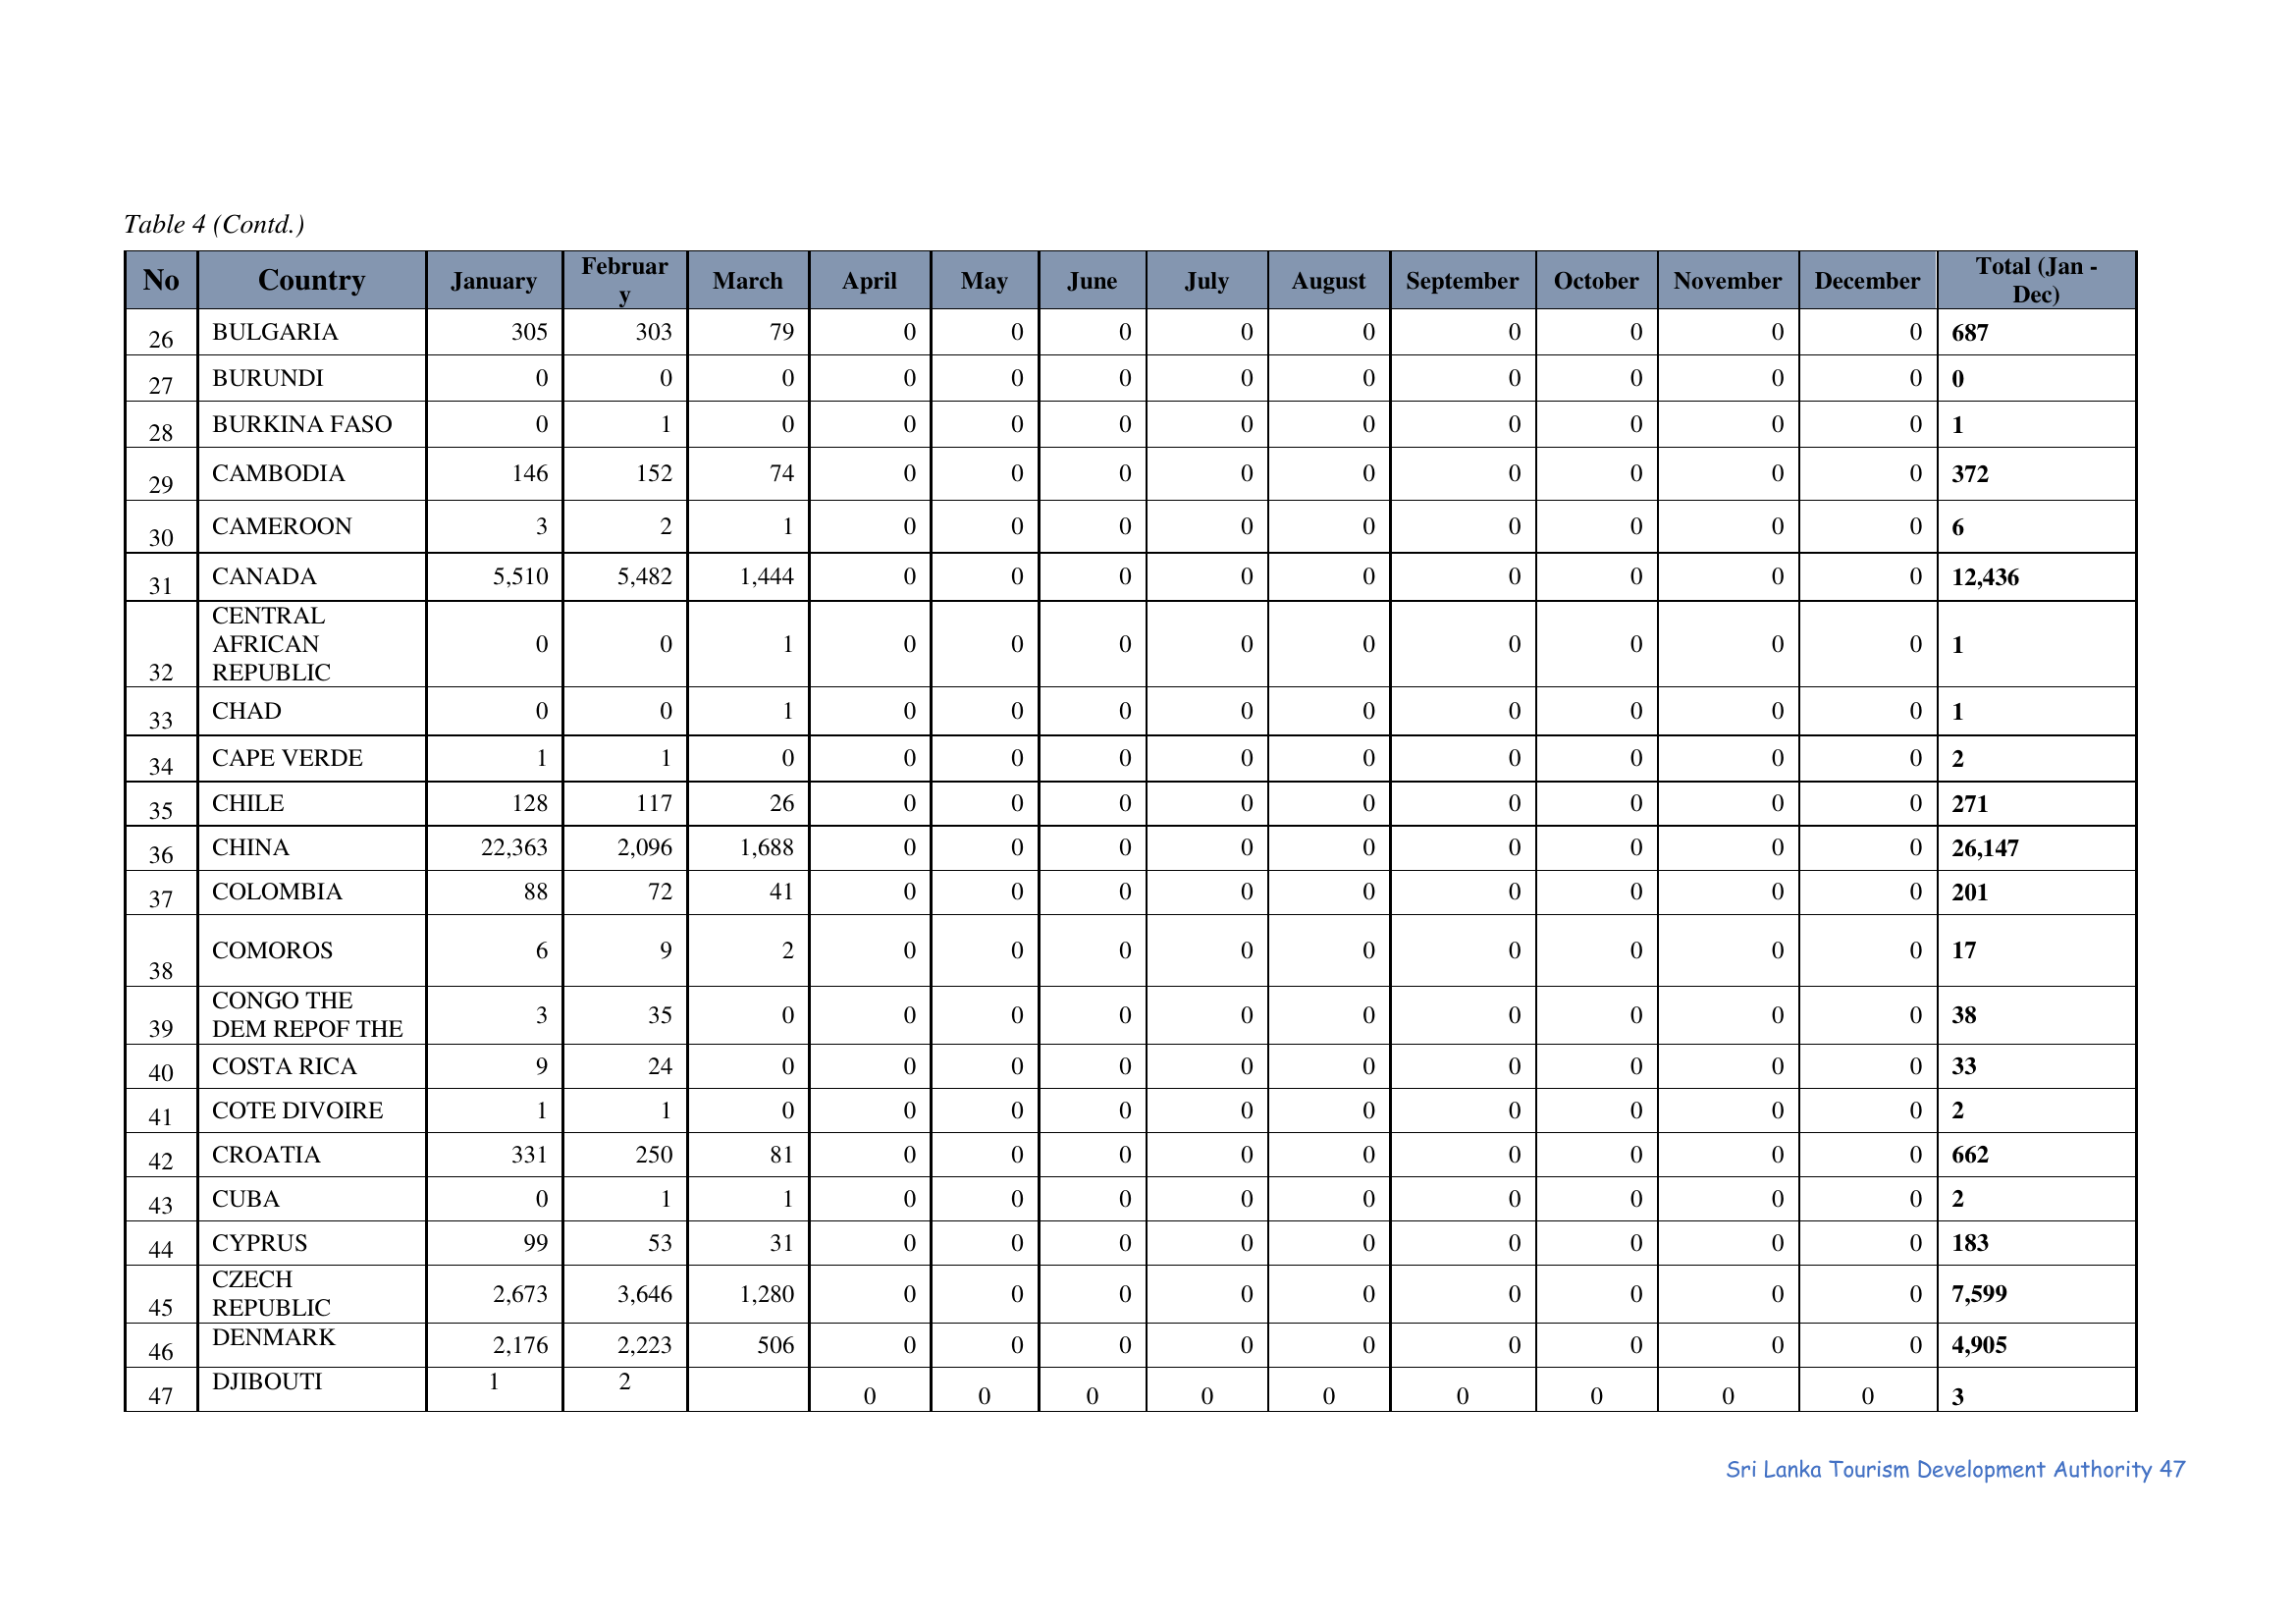 Table 4 (Contd.)
No Country January Februar y March April May June July August September October November December Total (Jan - Dec)
26 BULGARIA 305 303 79 0 0 0 0 0 0 0 0 0 687
27 BURUNDI 0 0 0 0 0 0 0 0 0 0 0 0 0
28 BURKINA FASO 0 1 0 0 0 0 0 0 0 0 0 0 1
29 CAMBODIA 146 152 74 0 0 0 0 0 0 0 0 0 372
30 CAMEROON 3 2 1 0 0 0 0 0 0 0 0 0 6
31 CANADA 5,510 5,482 1,444 0 0 0 0 0 0 0 0 0 12,436
32 CENTRAL AFRICAN REPUBLIC 0 0 1 0 0 0 0 0 0 0 0 0 1
33 CHAD 0 0 1 0 0 0 0 0 0 0 0 0 1
34 CAPE VERDE 1 1 0 0 0 0 0 0 0 0 0 0 2
35 CHILE 128 117 26 0 0 0 0 0 0 0 0 0 271
36 CHINA 22,363 2,096 1,688 0 0 0 0 0 0 0 0 0 26,147
37 COLOMBIA 88 72 41 0 0 0 0 0 0 0 0 0 201
38 COMOROS 6 9 2 0 0 0 0 0 0 0 0 0 17
39 CONGO THE DEM REPOF THE 3 35 0 0 0 0 0 0 0 0 0 0 38
40 COSTA RICA 9 24 0 0 0 0 0 0 0 0 0 0 33
41 COTE DIVOIRE 1 1 0 0 0 0 0 0 0 0 0 0 2
42 CROATIA 331 250 81 0 0 0 0 0 0 0 0 0 662
43 CUBA 0 1 1 0 0 0 0 0 0 0 0 0 2
44 CYPRUS 99 53 31 0 0 0 0 0 0 0 0 0 183
45 CZECH REPUBLIC 2,673 3,646 1,280 0 0 0 0 0 0 0 0 0 7,599
46 DENMARK 2,176 2,223 506 0 0 0 0 0 0 0 0 0 4,905
47 DJIBOUTI 1 2 0 0 0 0 0 0 0 0 0 3
Sri Lanka Tourism Development Authority 47